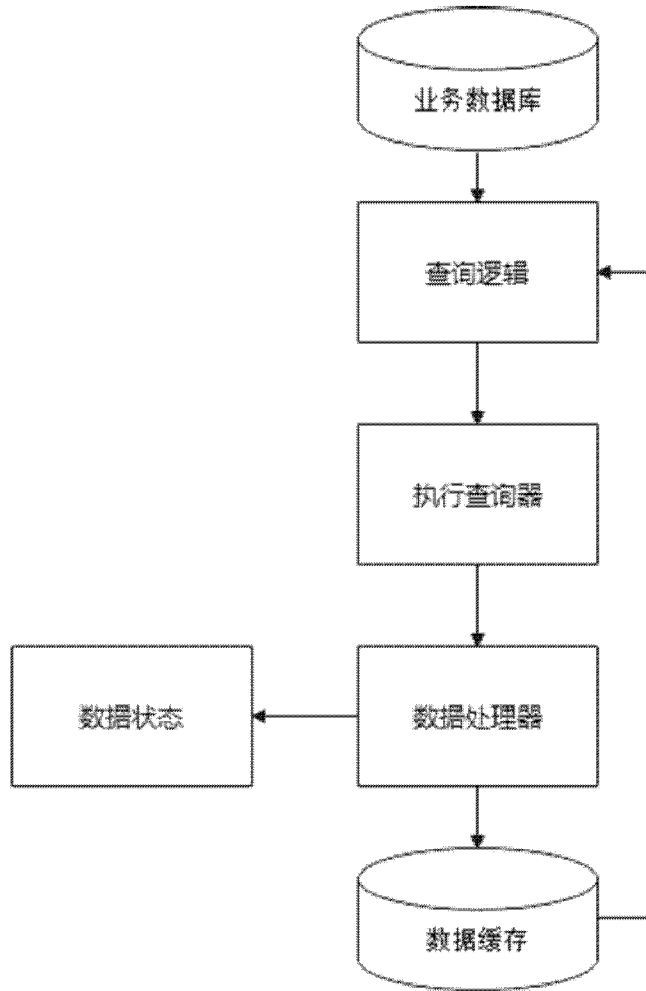 业务数据库
查询逻辑
执行查询器
数据状态
数据处理器
数据缓存